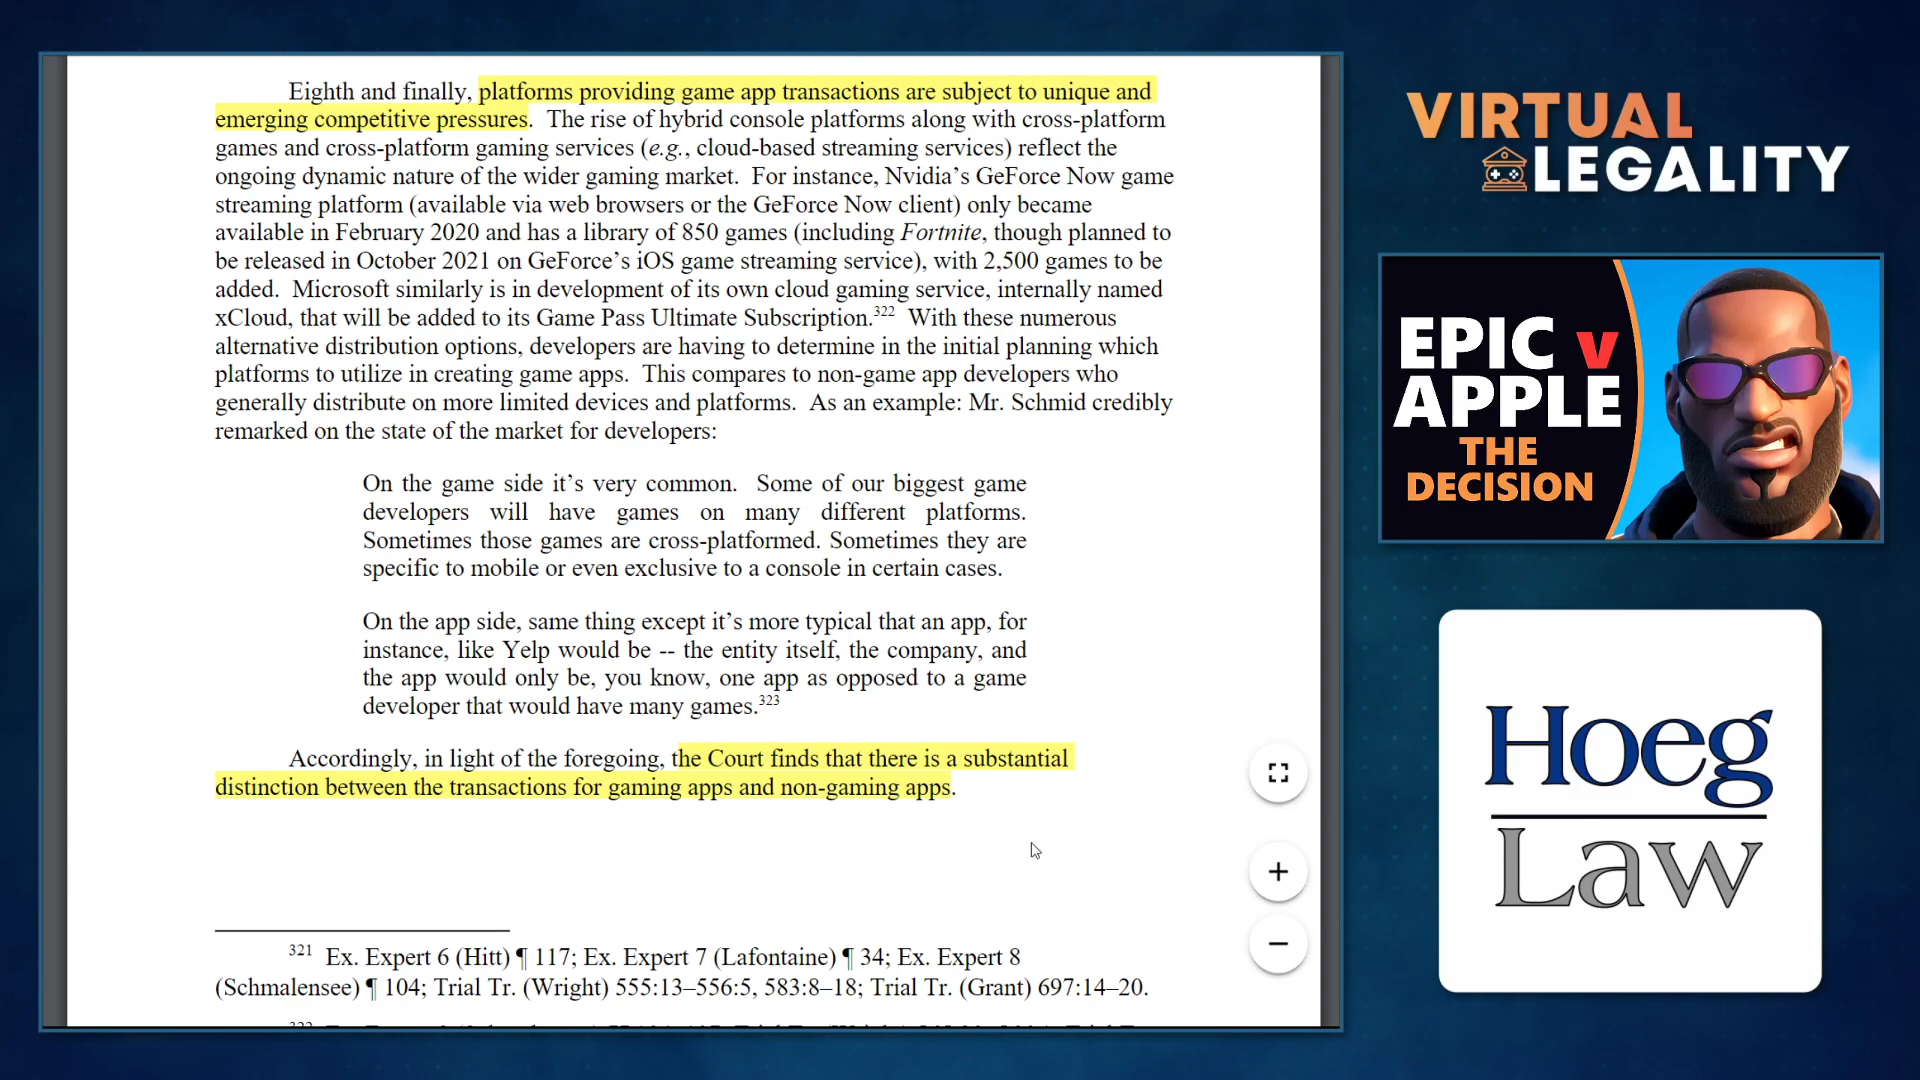 Eighth and finally, platforms providing game app transactions are subject to unique and
emerging competitive pressures. The rise of hybrid console platforms along with cross-platform
games and cross-platform gaming services (e.g., cloud-based streaming services) reflect the
ongoing dynamic nature of the wider gaming market. For instance, Nvidia's GeForce Now game
streaming platform (available via web browsers or the GeForce Now client) only became
available in February 2020 and has a library of 850 games (including Fortnite, though planned to
be released in October 2021 on GeForce's iOS game streaming service), with 2,500 games to be
added. Microsoft similarly is in development of its own cloud gaming service, internally named
xCloud, that will be added to its Game Pass Ultimate Subscription.322 With these numerous
alternative distribution options, developers are having to determine in the initial planning which
platforms to utilize in creating game apps. This compares to non-game app developers who
generally distribute on more limited devices and platforms. As an example: Mr. Schmid credibly
remarked on the state of the market for developers:
On the game side it's very common. Some of our biggest game
developers will have games on many different platforms.
Sometimes those games are cross-platformed. Sometimes they are
specific to mobile or even exclusive to a console in certain cases.
On the app side, same thing except it's more typical that an app, for
instance, like Yelp would be -- the entity itself, the company, and
the app would only be, you know, one app as opposed to a game
developer that would have many games.323
Accordingly, in light of the foregoing, the Court finds that there is a substantial
distinction between the transactions for gaming apps and non-gaming apps.
321 Ex. Expert 6 (Hitt) ¶ 117; Ex. Expert 7 (Lafontaine) ¶ 34; Ex. Expert 8
(Schmalensee) ¶ 104; Trial Tr. (Wright) 555:13–556:5, 583:8–18; Trial Tr. (Grant) 697:14–20.
VIRTUAL
LEGALITY
EPIC v
APPLE
THE
DECISION
Hoeg
Law